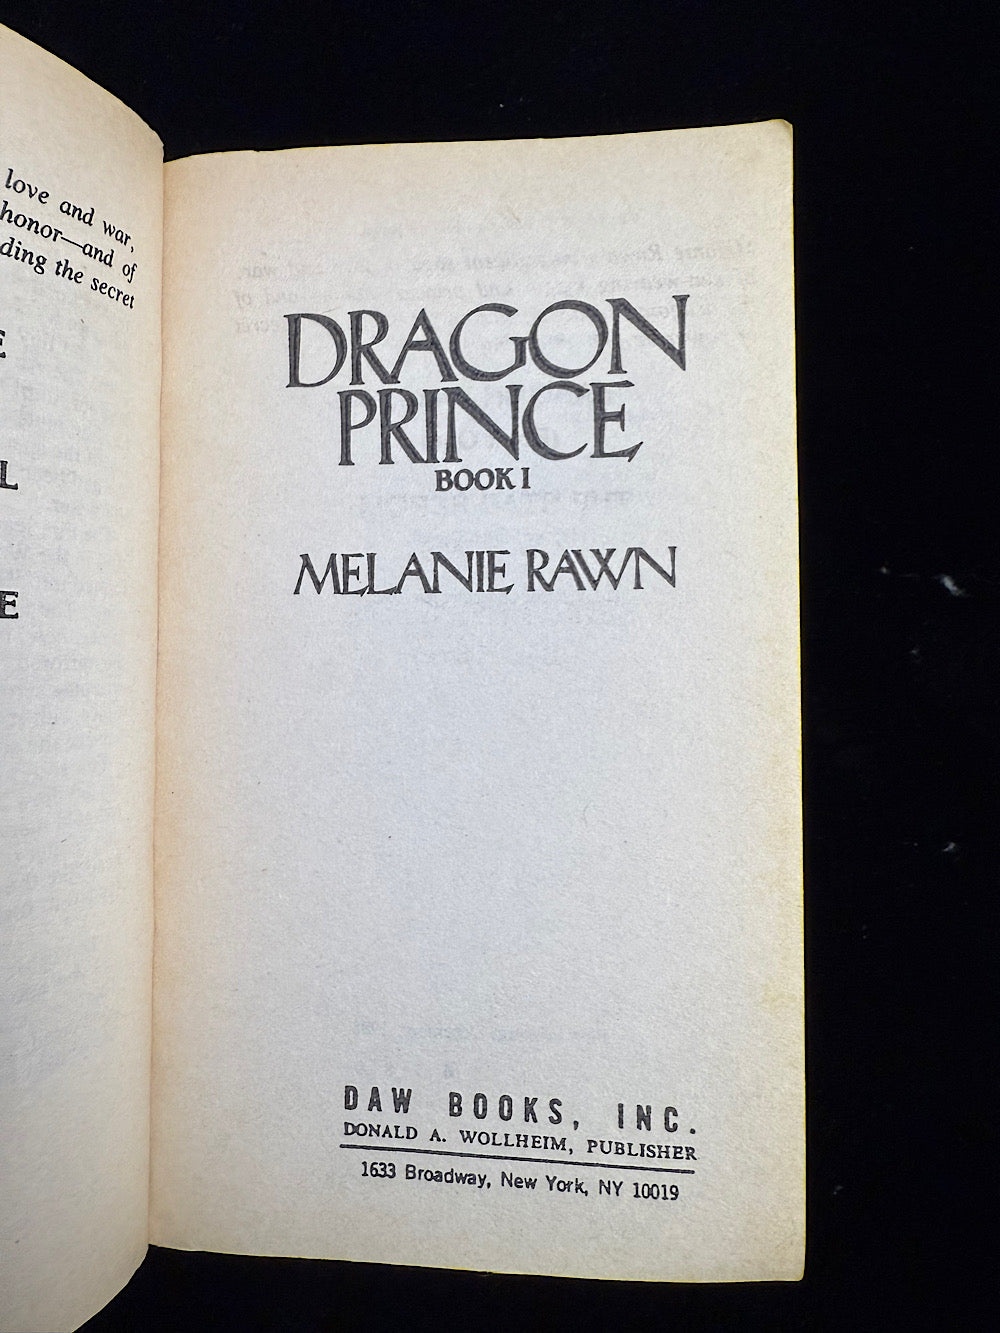 love and war,
honor—and of
ding the secret
E
L
E
DRAGON
PRINCE
BOOK I
MELANIE RAWN
DAW BOOKS, INC.
DONALD A. WOLLHEIM, PUBLISHER
1633 Broadway, New York, NY 10019